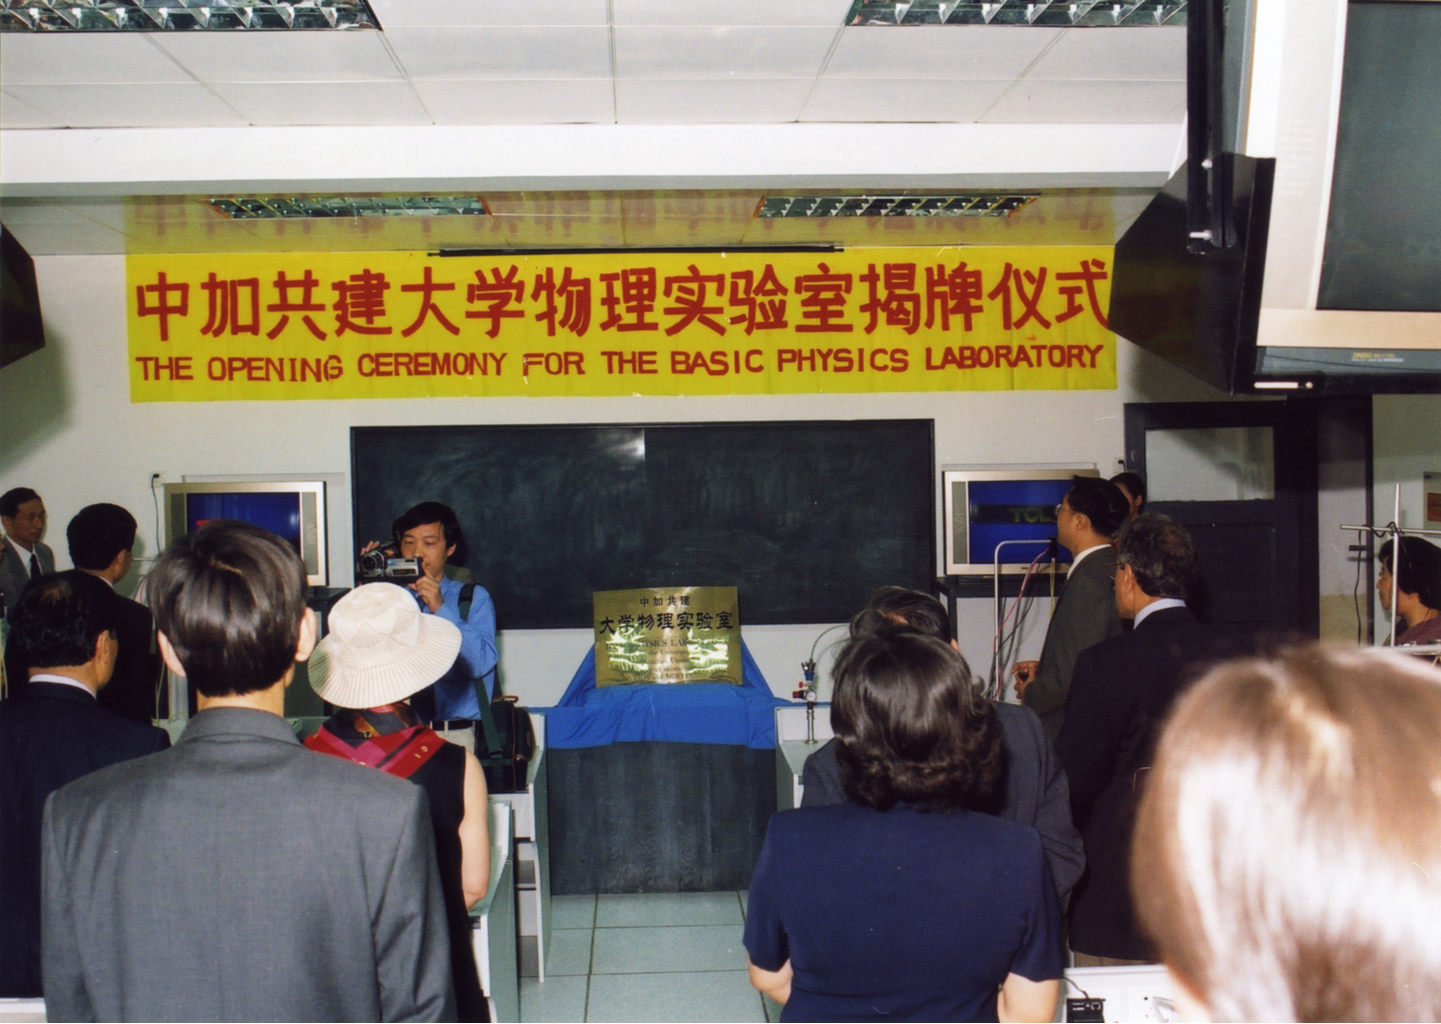 中加共建大学物理实验室揭牌仪式
THE OPENING CEREMONY FOR THE BASIC PHYSICS LABORATORY
TCL
中加共建
大学物理实验室